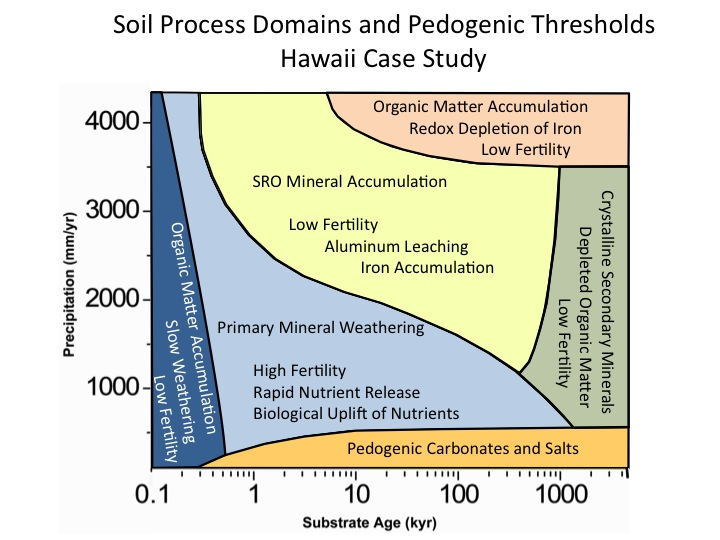 Soil Process Domains and Pedogenic Thresholds
Hawaii Case Study
Organic Matter Accumulation
Redox Depletion of Iron
Low Fertility
SRO Mineral Accumulation
Low Fertility
Aluminum Leaching
Iron Accumulation
Crystalline Secondary Minerals
Depleted Organic Matter
Low Fertility
Organic Matter Accumulation
Slow Weathering
Low Fertility
Primary Mineral Weathering
High Fertility
Rapid Nutrient Release
Biological Uplift of Nutrients
Pedogenic Carbonates and Salts
Precipitation (mm/yr)
4000
3000
2000
1000
0.1 1 10 100 1000
Substrate Age (kyr)